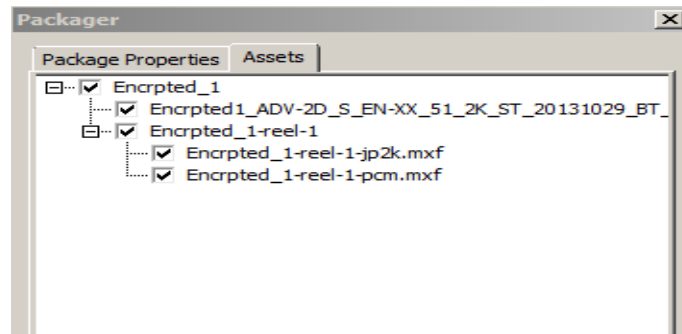 Packager
Package Properties Assets
Encrpted_1
Encrpted1_ADV-2D_S_EN-XX_51_2K_ST_20131029_BT_
Encrpted_1-reel-1
Encrpted_1-reel-1-jp2k.mxf
Encrpted_1-reel-1-pcm.mxf